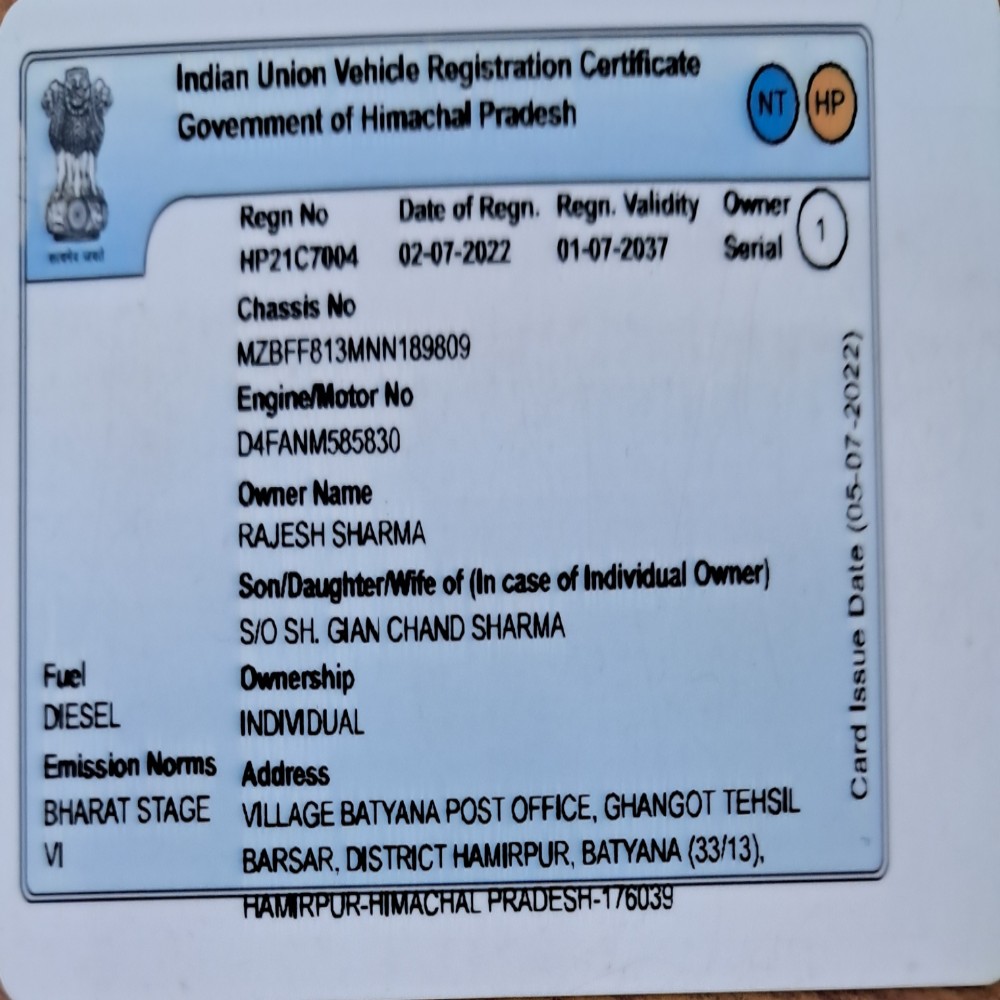 Indian Union Vehicle Registration Certificate
Government of Himachal Pradesh
NT HP
Regn No Date of Regn. Regn. Validity Owner Serial 1
HP21C7004 02-07-2022 01-07-2037
Chassis No
MZBFF813MNN189809
Engine/Motor No
D4FANM585830
Owner Name
RAJESH SHARMA
Son/Daughter/Wife of (In case of Individual Owner)
S/O SH. GIAN CHAND SHARMA
Fuel
DIESEL
Emission Norms
BHARAT STAGE
VI
Ownership
INDIVIDUAL
Address
VILLAGE BATYANA POST OFFICE, GHANGOT TEHSIL
BARSAR, DISTRICT HAMIRPUR, BATYANA (33/13),
HAMIRPUR-HIMACHAL PRADESH-176039
Card Issue Date (05-07-2022)